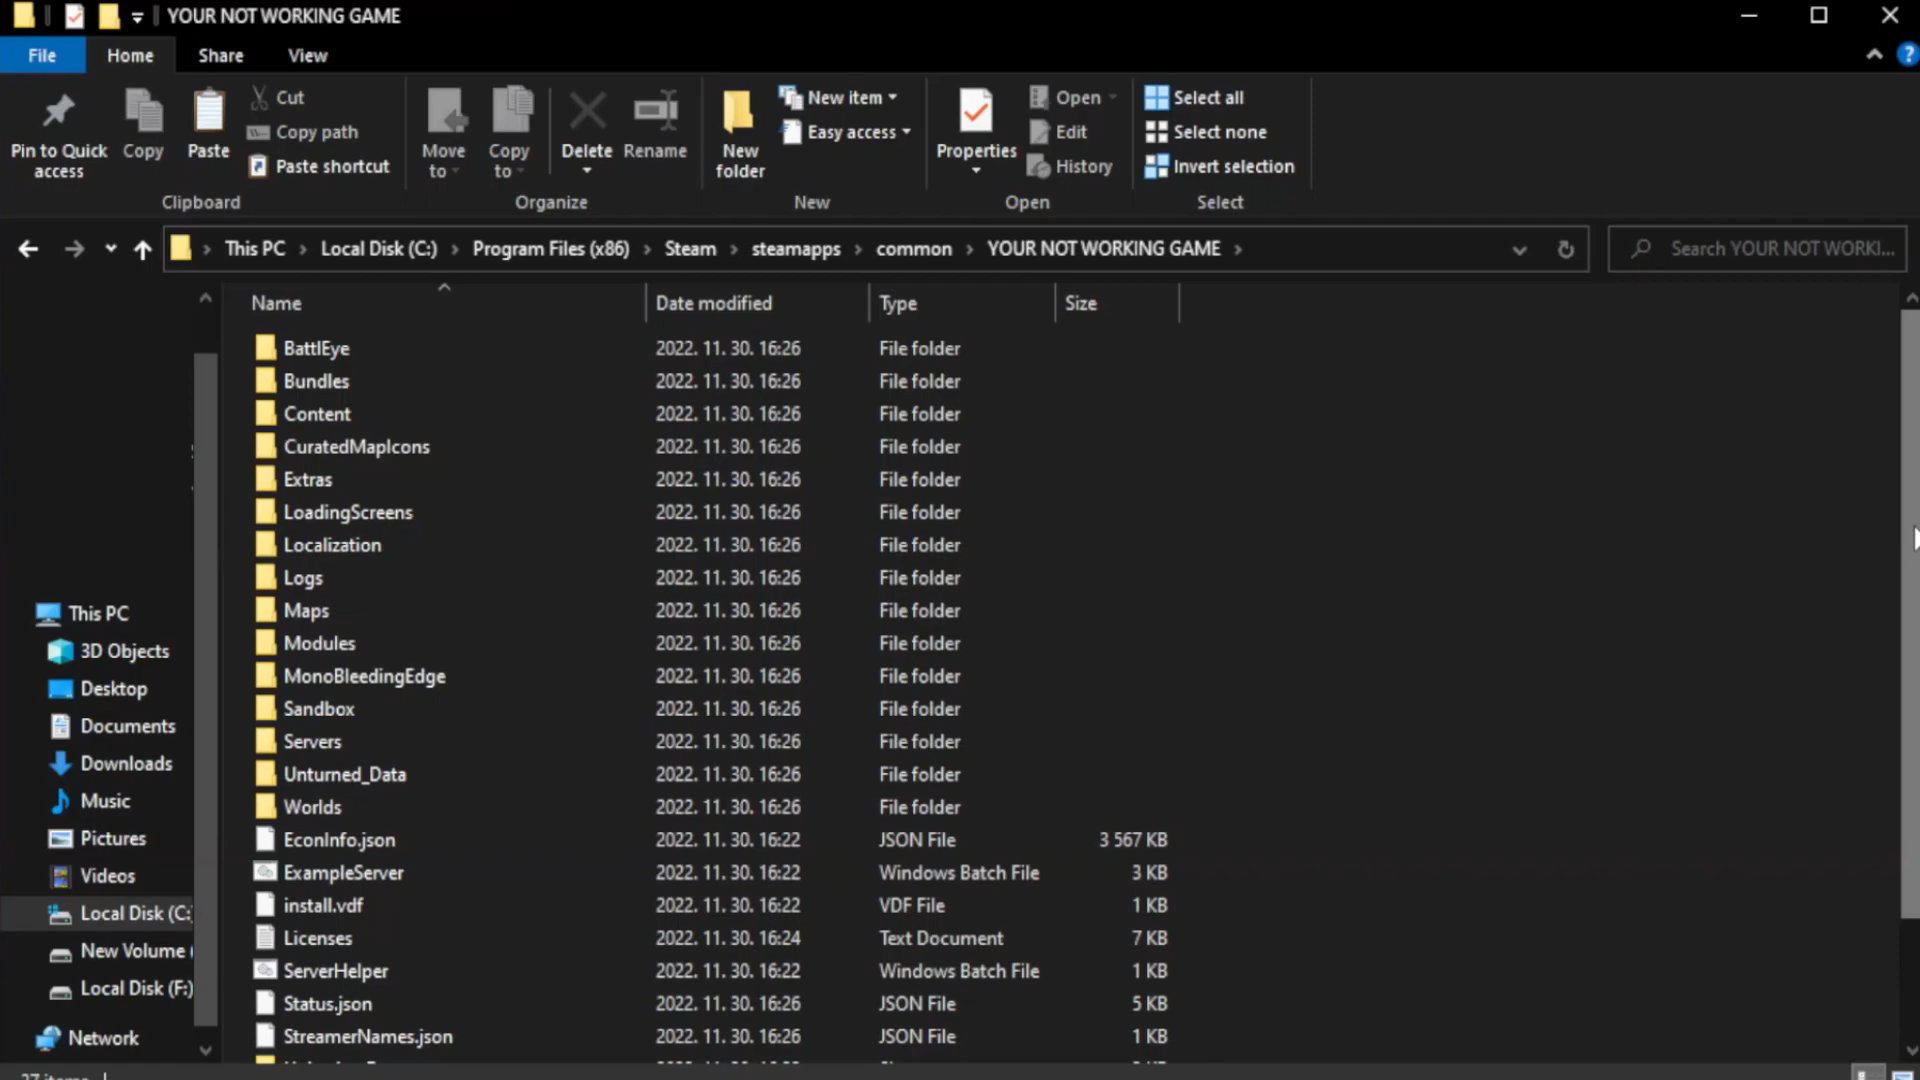 YOUR NOT WORKING GAME
File Home Share View
Pin to Quick access
Copy
Paste
Cut
Copy path
Paste shortcut
Clipboard
Move to
Copy to
Delete
Rename
Organize
New folder
New item
Easy access
New
Properties
Open
Edit
History
Open
Select all
Select none
Invert selection
Select
This PC Local Disk (C:) Program Files (x86) Steam steamapps common YOUR NOT WORKING GAME
Search YOUR NOT WORKI...
Name Date modified Type Size
BattlEye 2022. 11. 30. 16:26 File folder
Bundles 2022. 11. 30. 16:26 File folder
Content 2022. 11. 30. 16:26 File folder
CuratedMapIcons 2022. 11. 30. 16:26 File folder
Extras 2022. 11. 30. 16:26 File folder
LoadingScreens 2022. 11. 30. 16:26 File folder
Localization 2022. 11. 30. 16:26 File folder
Logs 2022. 11. 30. 16:26 File folder
Maps 2022. 11. 30. 16:26 File folder
Modules 2022. 11. 30. 16:26 File folder
MonoBleedingEdge 2022. 11. 30. 16:26 File folder
Sandbox 2022. 11. 30. 16:26 File folder
Servers 2022. 11. 30. 16:26 File folder
Unturned_Data 2022. 11. 30. 16:26 File folder
Worlds 2022. 11. 30. 16:26 File folder
EconInfo.json 2022. 11. 30. 16:22 JSON File 3 567 KB
ExampleServer 2022. 11. 30. 16:22 Windows Batch File 3 KB
install.vdf 2022. 11. 30. 16:22 VDF File 1 KB
Licenses 2022. 11. 30. 16:24 Text Document 7 KB
ServerHelper 2022. 11. 30. 16:22 Windows Batch File 1 KB
Status.json 2022. 11. 30. 16:26 JSON File 5 KB
StreamerNames.json 2022. 11. 30. 16:26 JSON File 1 KB
This PC
3D Objects
Desktop
Documents
Downloads
Music
Pictures
Videos
Local Disk (C:)
New Volume (
Local Disk (F:)
Network